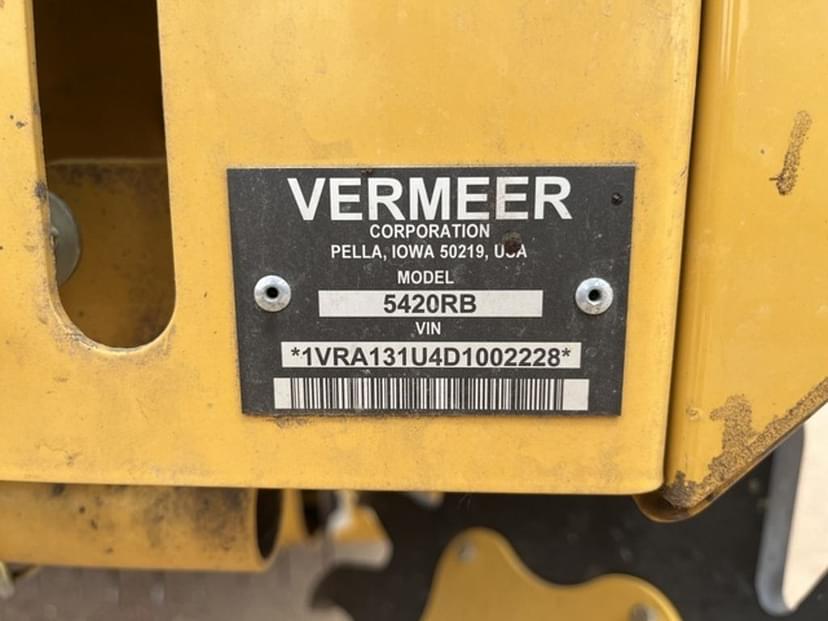 VERMEER
CORPORATION
PELLA, IOWA 50219, USA
MODEL
5420RB
VIN
*1VRA131U4D1002228*